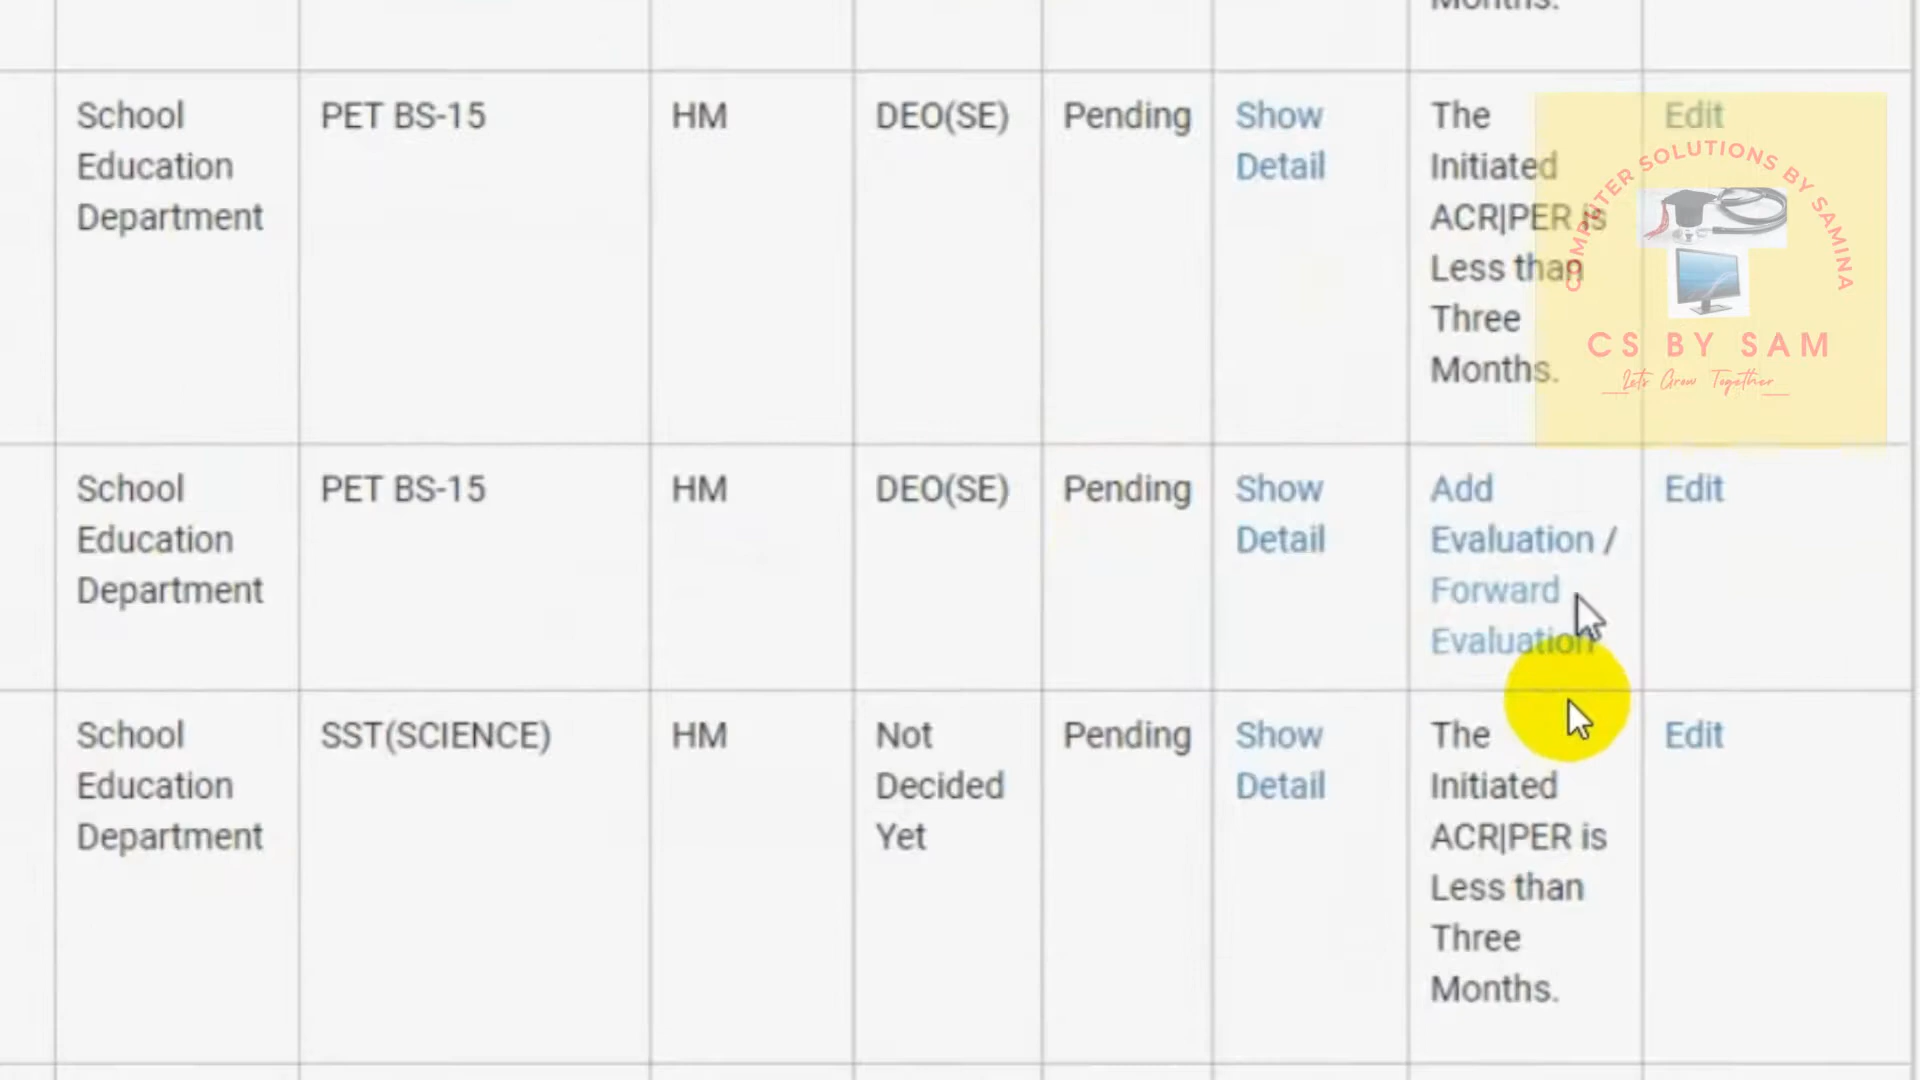 Months.
School
Education
Department
PET BS-15
HM
DEO(SE)
Pending
Show
Detail
The
Initiated
ACR|PER is
Less than
Three
Months.
Edit
COMPUTER SOLUTIONS BY SAMINA
CS BY SAM
Lets Grow Together
School
Education
Department
PET BS-15
HM
DEO(SE)
Pending
Show
Detail
Add
Evaluation /
Forward
Evaluation
Edit
School
Education
Department
SST(SCIENCE)
HM
Not
Decided
Yet
Pending
Show
Detail
The
Initiated
ACR|PER is
Less than
Three
Months.
Edit